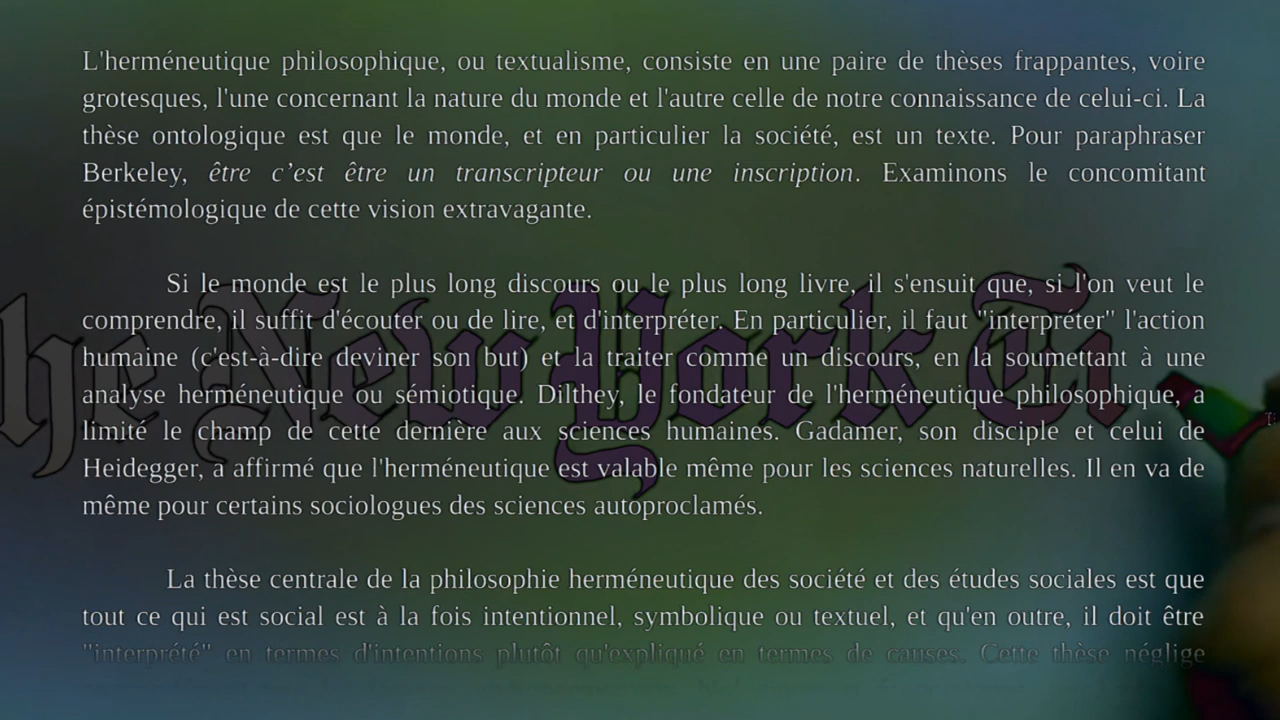 L'herméneutique philosophique, ou textualisme, consiste en une paire de thèses frappantes, voire
grotesques, l'une concernant la nature du monde et l'autre celle de notre connaissance de celui-ci. La
thèse ontologique est que le monde, et en particulier la société, est un texte. Pour paraphraser
Berkeley, être c’est être un transcripteur ou une inscription. Examinons le concomitant
épistémologique de cette vision extravagante.
Si le monde est le plus long discours ou le plus long livre, il s'ensuit que, si l'on veut le
comprendre, il suffit d'écouter ou de lire, et d'interpréter. En particulier, il faut "interpréter" l'action
humaine (c'est-à-dire deviner son but) et la traiter comme un discours, en la soumettant à une
analyse herméneutique ou sémiotique. Dilthey, le fondateur de l'herméneutique philosophique, a
limité le champ de cette dernière aux sciences humaines. Gadamer, son disciple et celui de
Heidegger, a affirmé que l'herméneutique est valable même pour les sciences naturelles. Il en va de
même pour certains sociologues des sciences autoproclamés.
La thèse centrale de la philosophie herméneutique des société et des études sociales est que
tout ce qui est social est à la fois intentionnel, symbolique ou textuel, et qu'en outre, il doit être
"interprété" en termes d'intentions plutôt qu'expliqué en termes de causes. Cette thèse néglige
he New York Ti